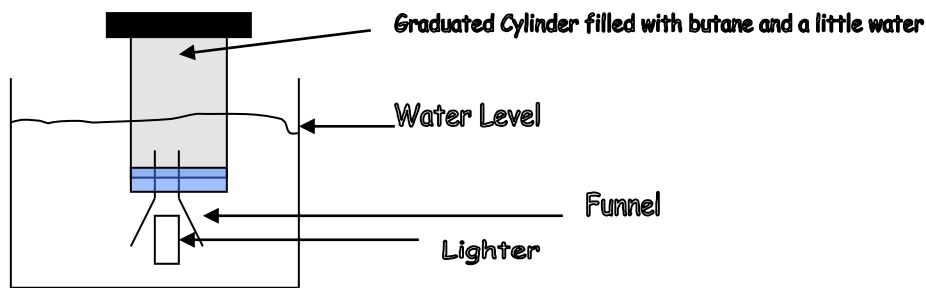 Graduated Cylinder filled with butane and a little water
Water Level
Funnel
Lighter